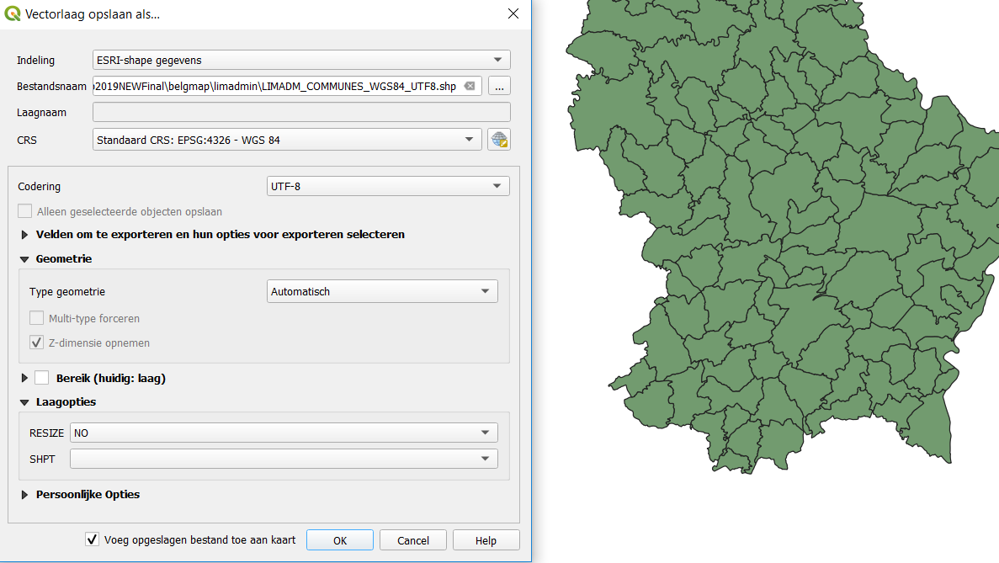 Vectorlaag opslaan als...
Indeling ESRI-shape gegevens
Bestandsnaam 2019NEWFinal\belgmap\limadmin\LIMADM_COMMUNES_WGS84_UTF8.shp ...
Laagnaam
CRS Standaard CRS: EPSG:4326 - WGS 84
Codering UTF-8
Alleen geselecteerde objecten opslaan
Velden om te exporteren en hun opties voor exporteren selecteren
Geometrie
Type geometrie Automatisch
Multi-type forceren
Z-dimensie opnemen
Bereik (huidig: laag)
Laagopties
RESIZE NO
SHPT
Persoonlijke Opties
Voeg opgeslagen bestand toe aan kaart OK Cancel Help